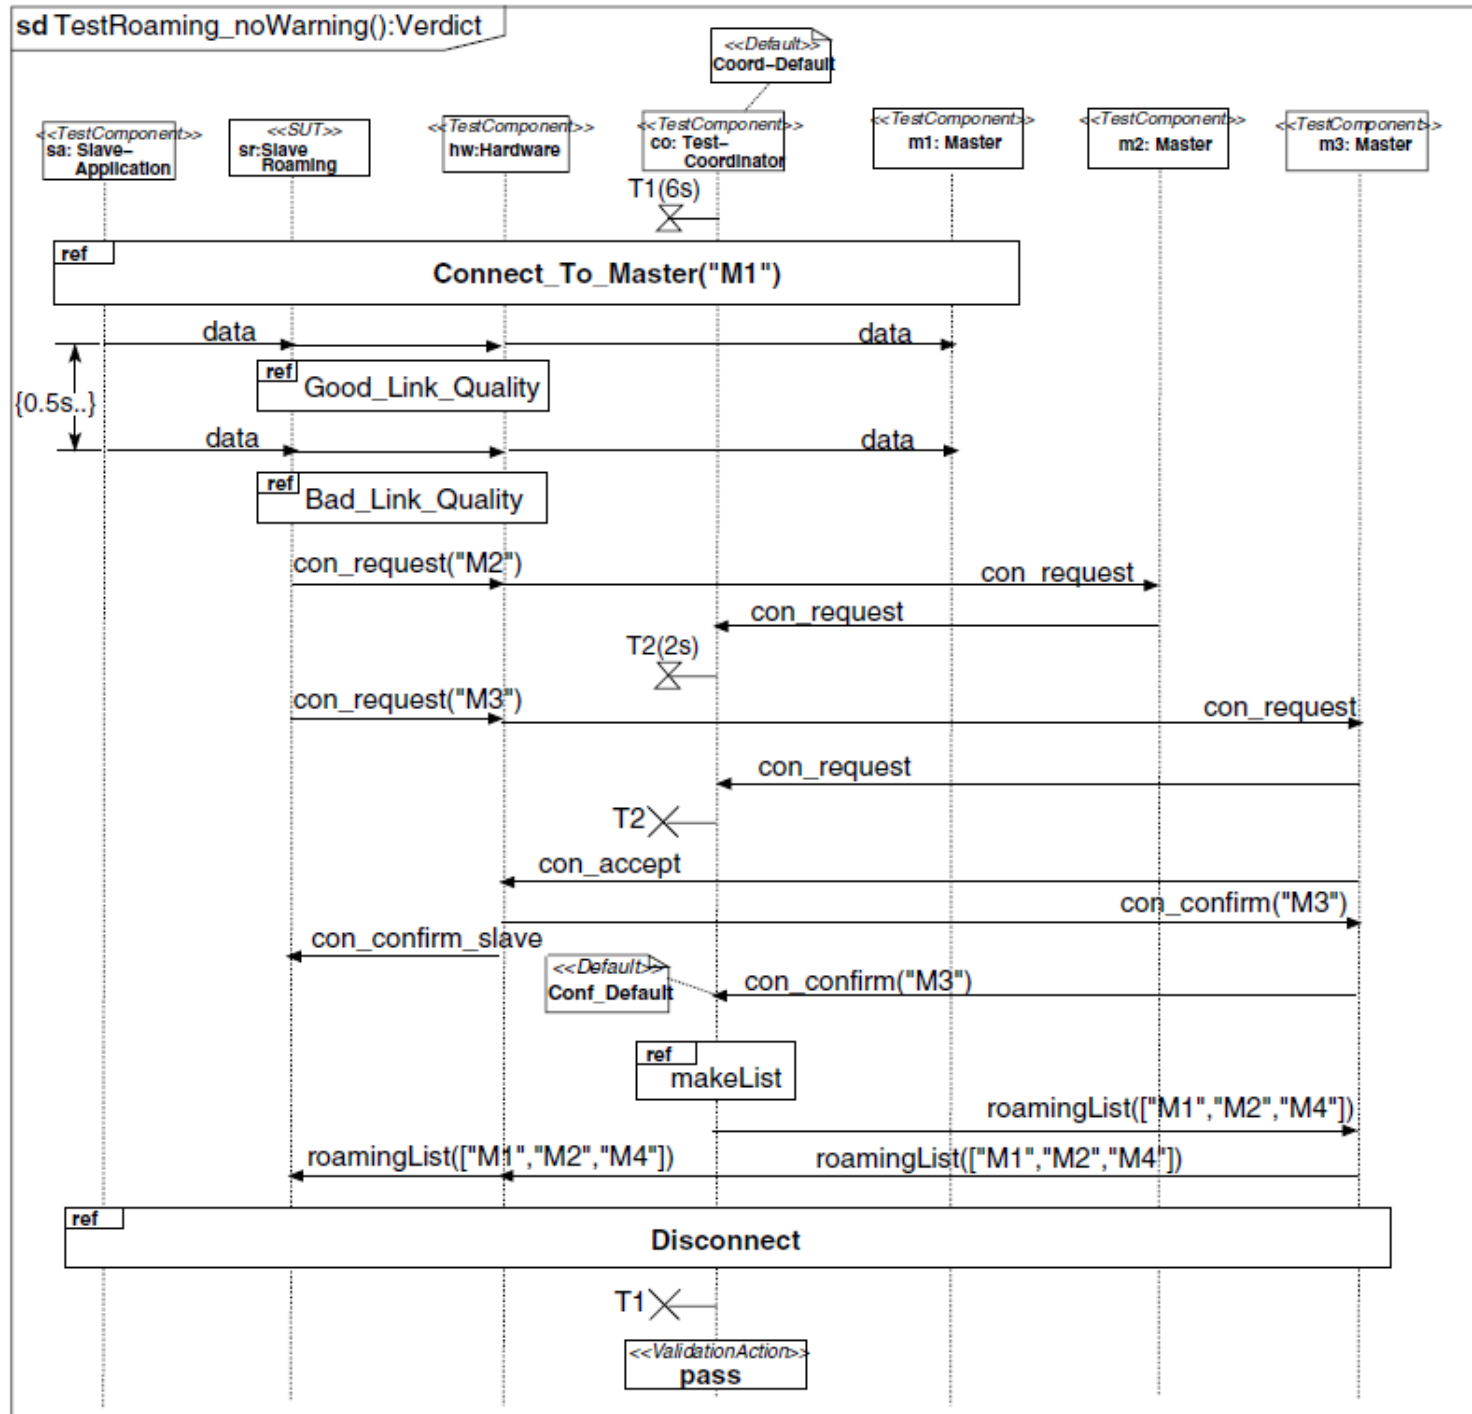 sd TestRoaming_noWarning():Verdict
<<Default>>
Coord-Default
<<TestComponent>>
sa: Slave-
Application
<<SUT>>
sr:Slave
Roaming
<<TestComponent>>
hw:Hardware
<<TestComponent>>
co: Test-
Coordinator
<<TestComponent>>
m1: Master
<<TestComponent>>
m2: Master
<<TestComponent>>
m3: Master
T1(6s)
ref
Connect_To_Master("M1")
data
data
ref
Good_Link_Quality
{0.5s..}
data
data
ref
Bad_Link_Quality
con_request("M2")
con_request
con_request
T2(2s)
con_request("M3")
con_request
con_request
T2
con_accept
con_confirm("M3")
con_confirm_slave
<<Default>>
Conf_Default
con_confirm("M3")
ref
makeList
roamingList(["M1","M2","M4"])
roamingList(["M1","M2","M4"])
roamingList(["M1","M2","M4"])
ref
Disconnect
T1
<<ValidationAction>>
pass